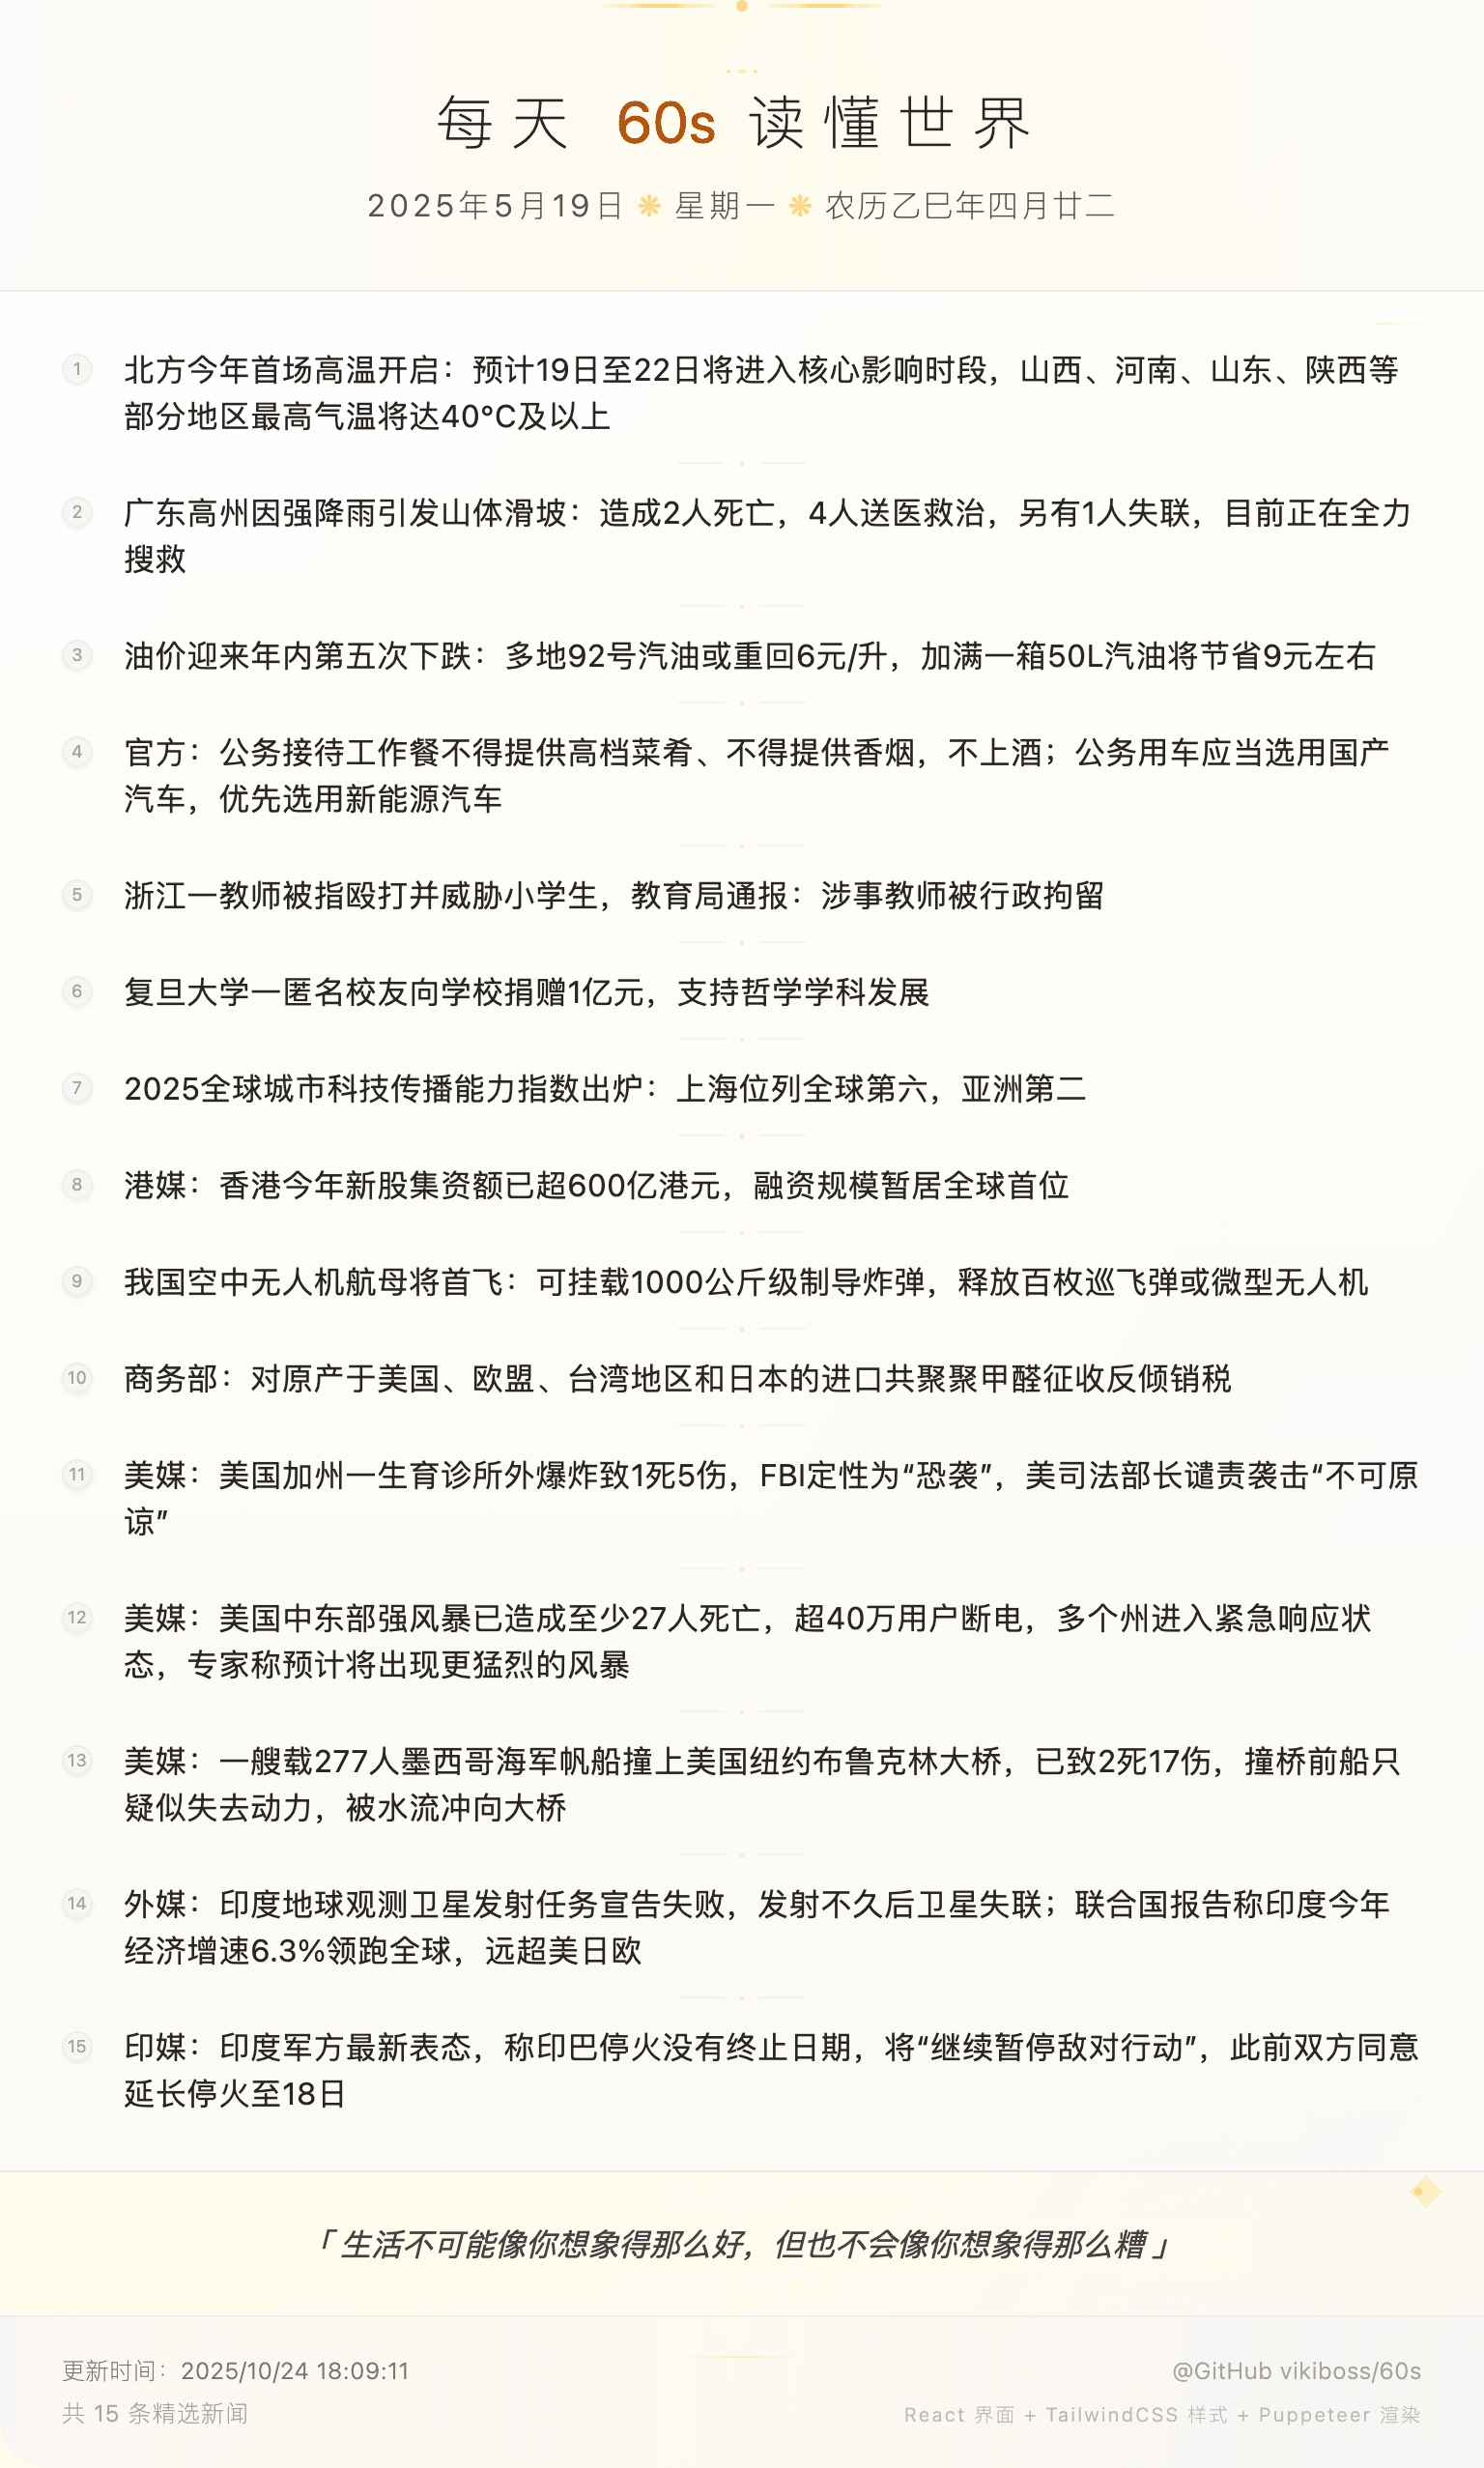 每天 60s 读懂世界
2025年5月19日 ❋ 星期一 ❋ 农历乙巳年四月廿二
1 北方今年首场高温开启：预计19日至22日将进入核心影响时段，山西、河南、山东、陕西等
部分地区最高气温将达40°C及以上
2 广东高州因强降雨引发山体滑坡：造成2人死亡，4人送医救治，另有1人失联，目前正在全力
搜救
3 油价迎来年内第五次下跌：多地92号汽油或重回6元/升，加满一箱50L汽油将节省9元左右
4 官方：公务接待工作餐不得提供高档菜肴、不得提供香烟，不上酒；公务用车应当选用国产
汽车，优先选用新能源汽车
5 浙江一教师被指殴打并威胁小学生，教育局通报：涉事教师被行政拘留
6 复旦大学一匿名校友向学校捐赠1亿元，支持哲学学科发展
7 2025全球城市科技传播能力指数出炉：上海位列全球第六，亚洲第二
8 港媒：香港今年新股集资额已超600亿港元，融资规模暂居全球首位
9 我国空中无人机航母将首飞：可挂载1000公斤级制导炸弹，释放百枚巡飞弹或微型无人机
10 商务部：对原产于美国、欧盟、台湾地区和日本的进口共聚聚甲醛征收反倾销税
11 美媒：美国加州一生育诊所外爆炸致1死5伤，FBI定性为“恐袭”，美司法部长谴责袭击“不可原
谅”
12 美媒：美国中东部强风暴已造成至少27人死亡，超40万用户断电，多个州进入紧急响应状
态，专家称预计将出现更猛烈的风暴
13 美媒：一艘载277人墨西哥海军帆船撞上美国纽约布鲁克林大桥，已致2死17伤，撞桥前船只
疑似失去动力，被水流冲向大桥
14 外媒：印度地球观测卫星发射任务宣告失败，发射不久后卫星失联；联合国报告称印度今年
经济增速6.3%领跑全球，远超美日欧
15 印媒：印度军方最新表态，称印巴停火没有终止日期，将“继续暂停敌对行动”，此前双方同意
延长停火至18日
「 生活不可能像你想象得那么好，但也不会像你想象得那么糟 」
更新时间：2025/10/24 18:09:11
@GitHub vikiboss/60s
共 15 条精选新闻
React 界面 + TailwindCSS 样式 + Puppeteer 渲染